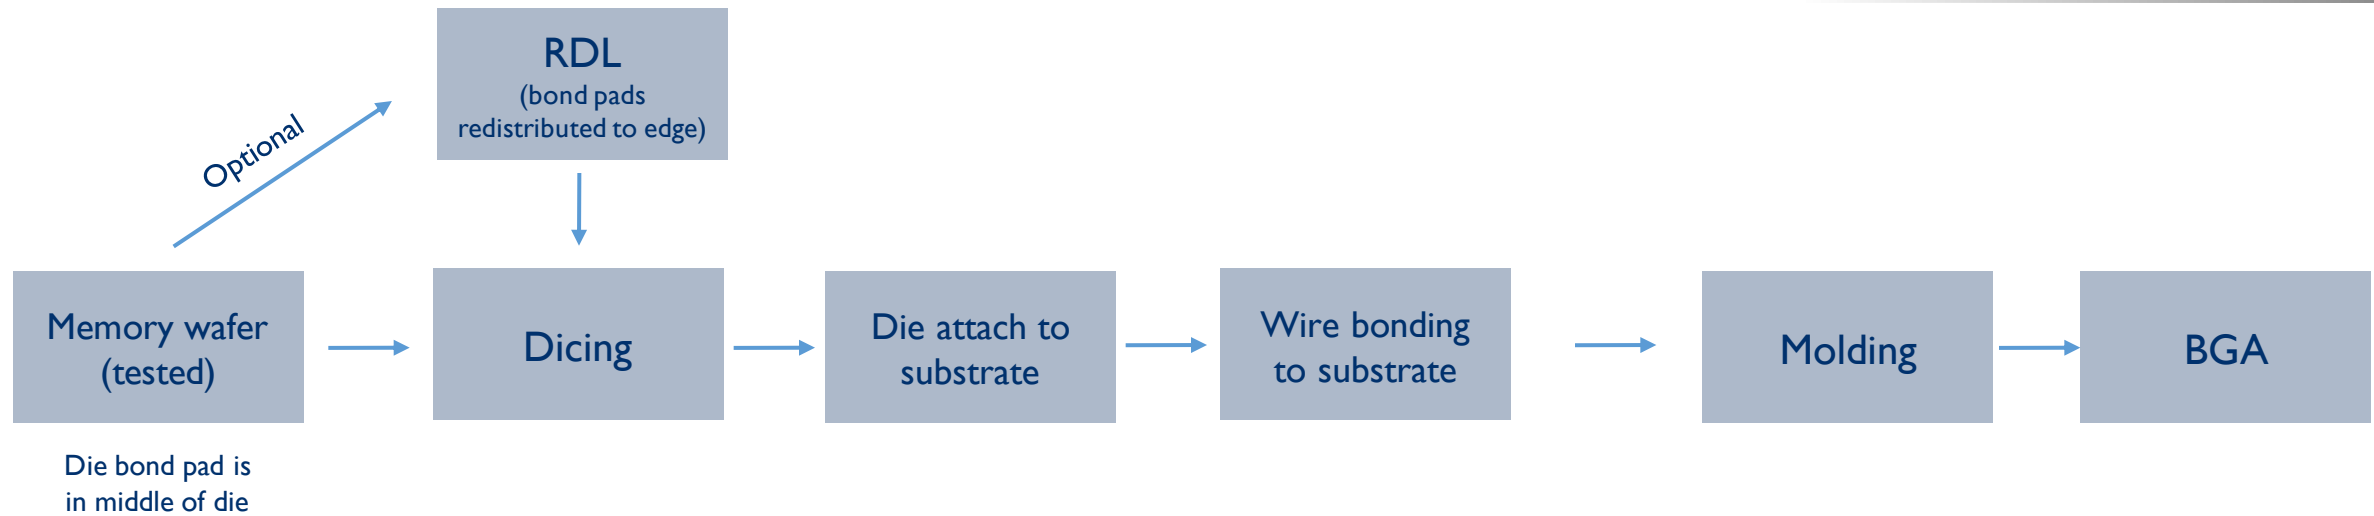 RDL
(bond pads
redistributed to edge)
Optional
Memory wafer
(tested)
Dicing
Die attach to
substrate
Wire bonding
to substrate
Molding
BGA
Die bond pad is
in middle of die